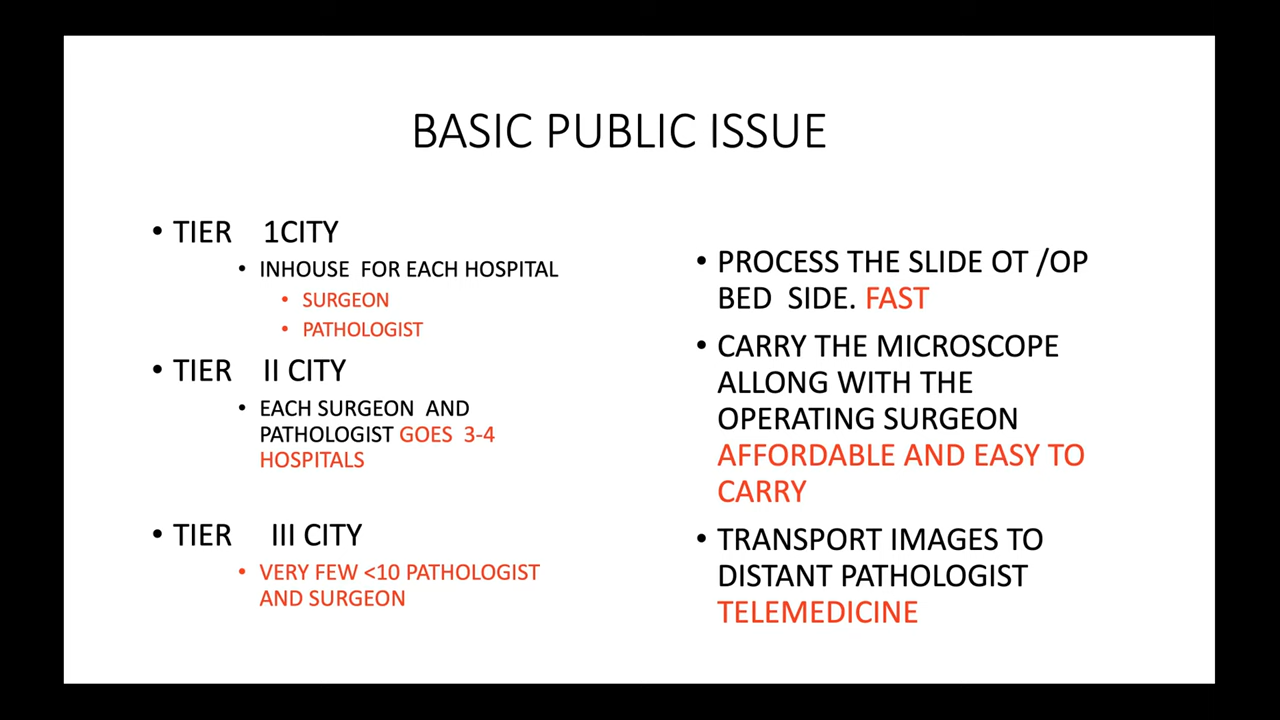 BASIC PUBLIC ISSUE
• TIER 1CITY
• INHOUSE FOR EACH HOSPITAL
• SURGEON
• PATHOLOGIST
• TIER II CITY
• EACH SURGEON AND
PATHOLOGIST GOES 3-4
HOSPITALS
• TIER III CITY
• VERY FEW <10 PATHOLOGIST
AND SURGEON
• PROCESS THE SLIDE OT /OP
BED SIDE. FAST
• CARRY THE MICROSCOPE
ALLONG WITH THE
OPERATING SURGEON
AFFORDABLE AND EASY TO
CARRY
• TRANSPORT IMAGES TO
DISTANT PATHOLOGIST
TELEMEDICINE